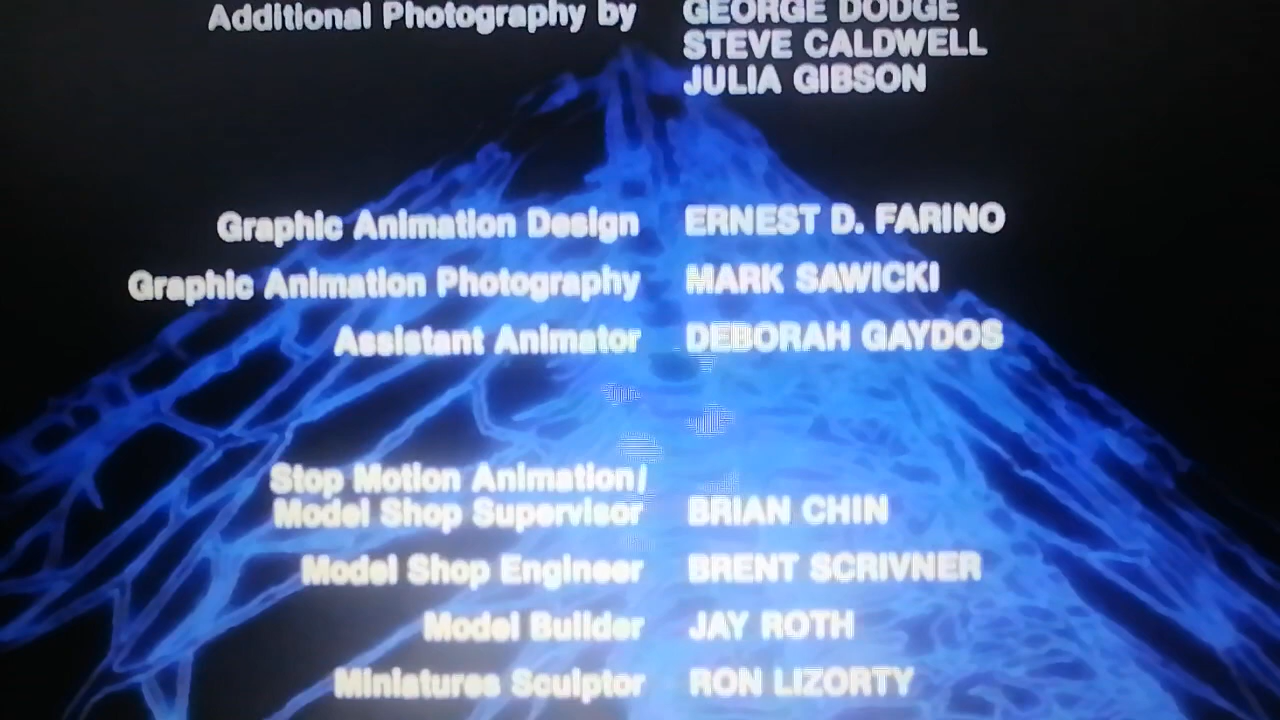 Additional Photography by GEORGE DODGE
STEVE CALDWELL
JULIA GIBSON
Graphic Animation Design ERNEST D. FARINO
Graphic Animation Photography MARK SAWICKI
Assistant Animator DEBORAH GAYDOS
Stop Motion Animation/
Model Shop Supervisor BRIAN CHIN
Model Shop Engineer BRENT SCRIVNER
Model Builder JAY ROTH
Miniatures Sculptor RON LIZORTY